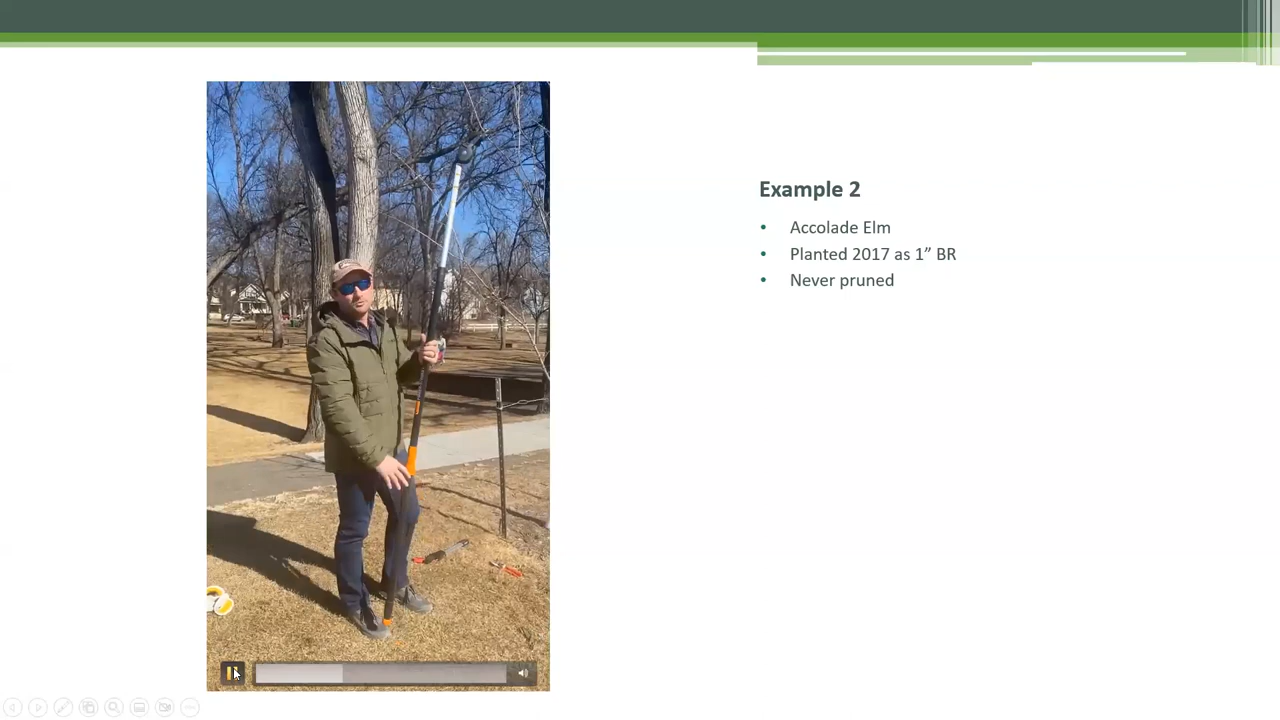 Example 2
• Accolade Elm
• Planted 2017 as 1” BR
• Never pruned